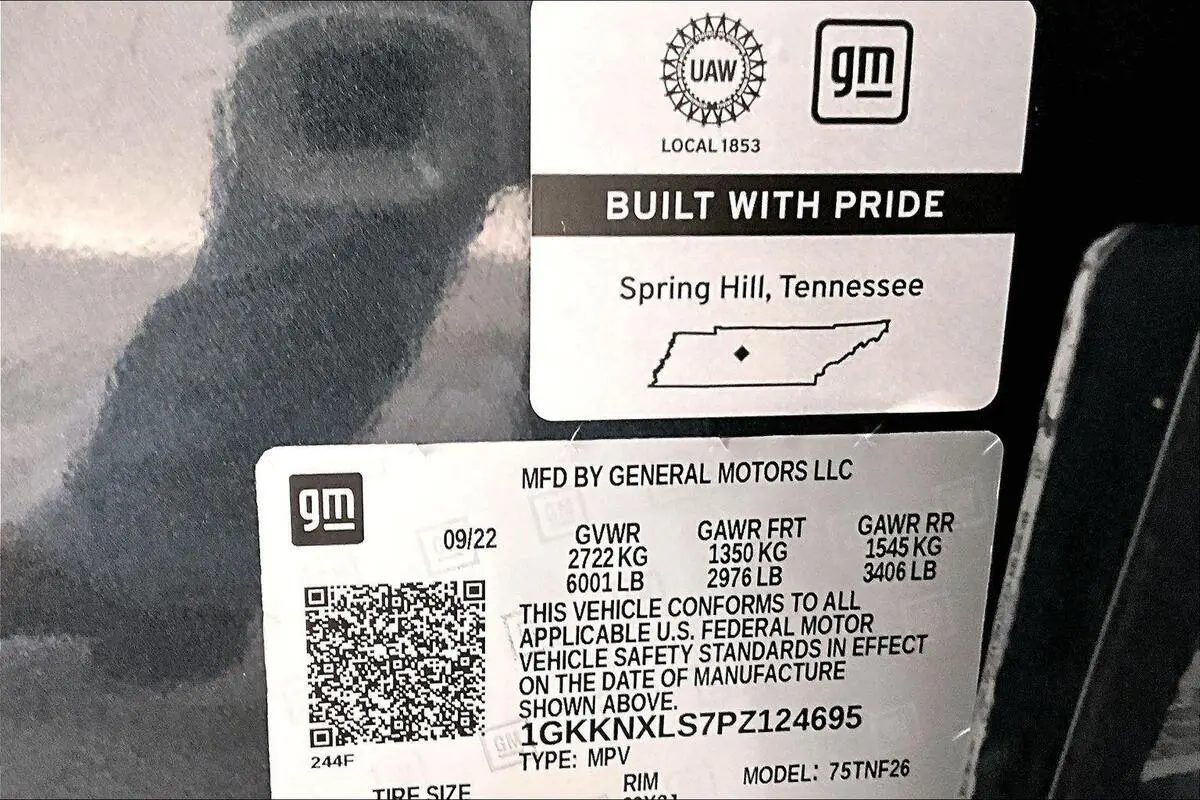 UAW
gm
LOCAL 1853
BUILT WITH PRIDE
Spring Hill, Tennessee
gm
MFD BY GENERAL MOTORS LLC
09/22
GVWR GAWR FRT GAWR RR
2722 KG 1350 KG 1545 KG
6001 LB 2976 LB 3406 LB
THIS VEHICLE CONFORMS TO ALL
APPLICABLE U.S. FEDERAL MOTOR
VEHICLE SAFETY STANDARDS IN EFFECT
ON THE DATE OF MANUFACTURE
SHOWN ABOVE.
1GKKNXLS7PZ124695
244F
TYPE: MPV MODEL: 75TNF26
TIRE SIZE RIM